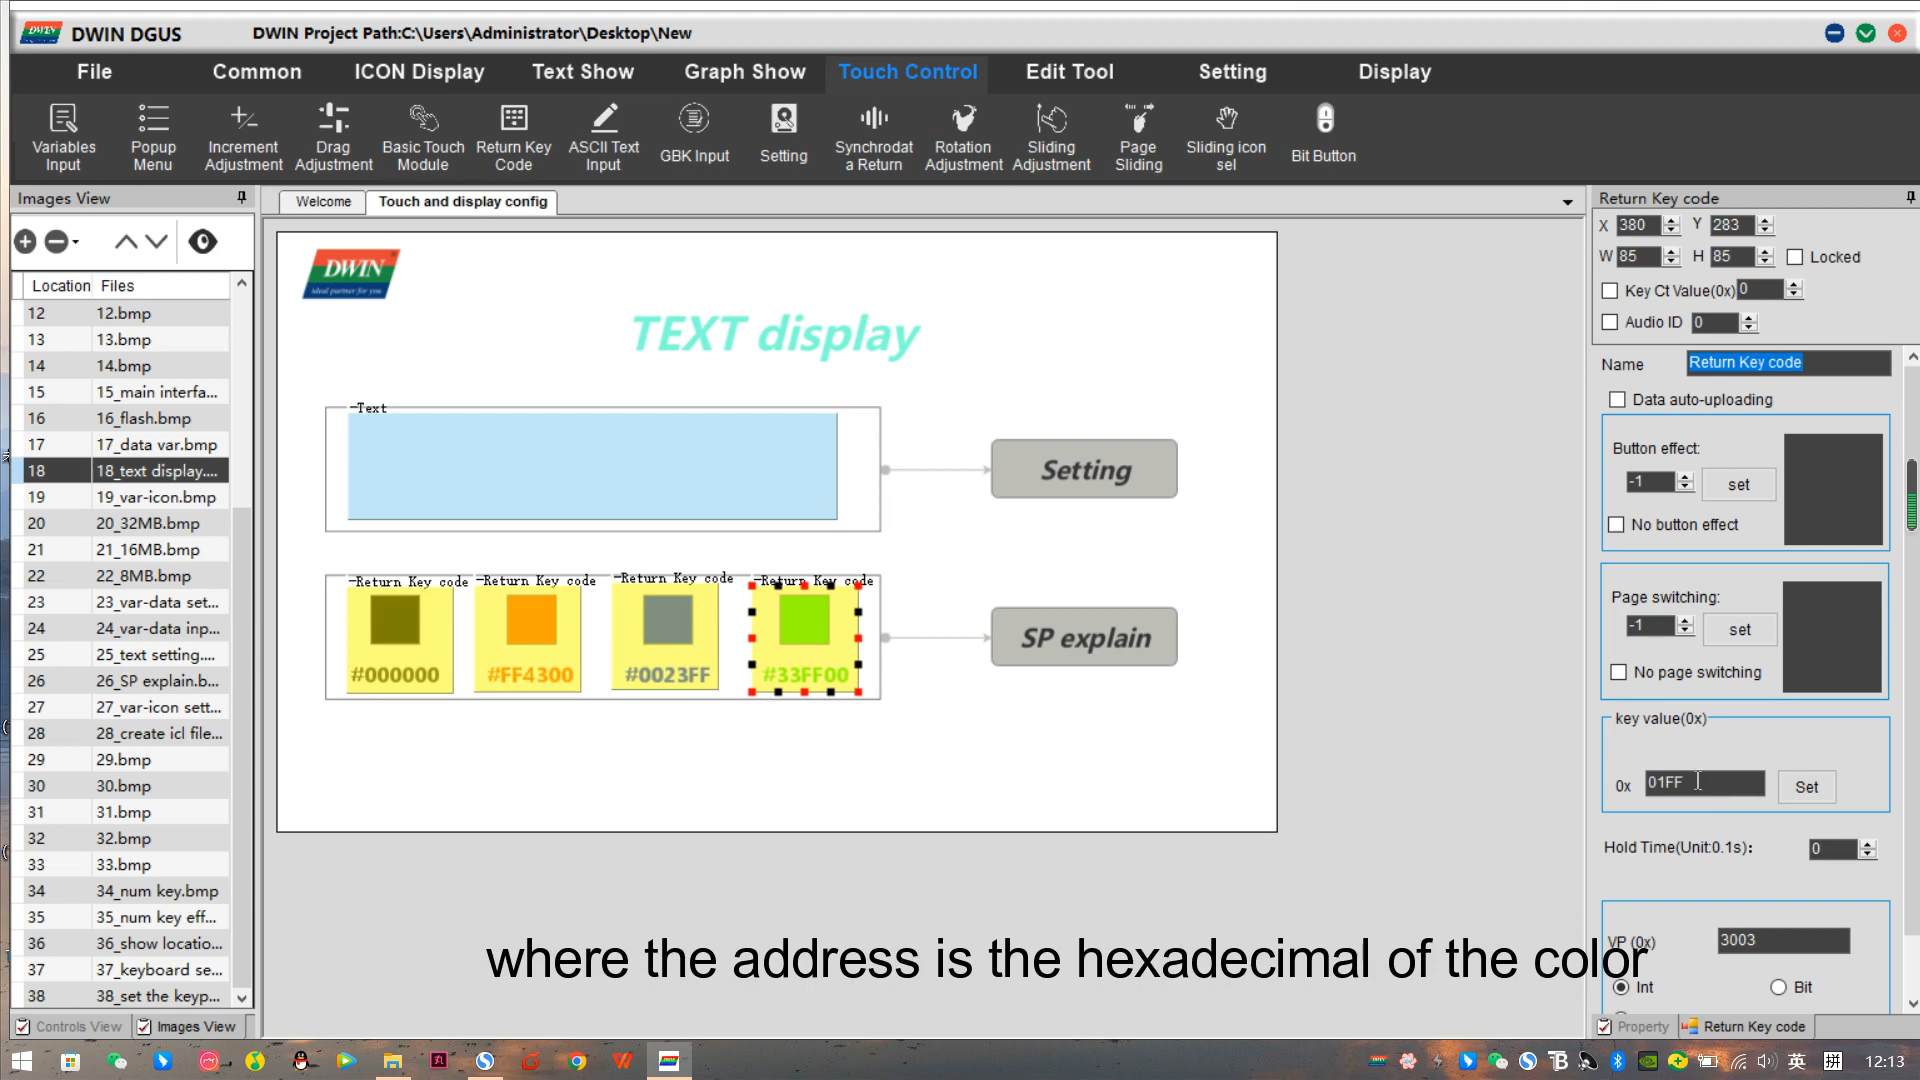 DWIN DGUS
DWIN Project Path:C:\Users\Administrator\Desktop\New
File Common ICON Display Text Show Graph Show Touch Control Edit Tool Setting Display
Variables Input
Popup Menu
Increment Adjustment
Drag Adjustment
Basic Touch Module
Return Key Code
ASCII Text Input
GBK Input
Setting
Synchrodat a Return
Rotation Adjustment
Sliding Adjustment
Page Sliding
Sliding icon sel
Bit Button
Images View
Welcome
Touch and display config
Return Key code
Location Files
12 12.bmp
13 13.bmp
14 14.bmp
15 15_main interfa...
16 16_flash.bmp
17 17_data var.bmp
18 18_text display....
19 19_var-icon.bmp
20 20_32MB.bmp
21 21_16MB.bmp
22 22_8MB.bmp
23 23_var-data set...
24 24_var-data inp...
25 25_text setting....
26 26_SP explain.b...
27 27_var-icon sett...
28 28_create icl file...
29 29.bmp
30 30.bmp
31 31.bmp
32 32.bmp
33 33.bmp
34 34_num key.bmp
35 35_num key eff...
36 36_show locatio...
37 37_keyboard se...
38 38_set the keyp...
Controls View
Images View
DWIN
ideal partner for you
TEXT display
Text
Setting
Return Key code Return Key code Return Key code Return Key code
#000000 #FF4300 #0023FF #33FF00
SP explain
X 380 Y 283
W 85 H 85 Locked
Key Ct Value(0x) 0
Audio ID 0
Name Return Key code
Data auto-uploading
Button effect:
-1 set
No button effect
Page switching:
-1 set
No page switching
key value(0x)
0x 01FF Set
Hold Time(Unit:0.1s): 0
VP (0x) 3003
Int Bit
Property
Return Key code
where the address is the hexadecimal of the color
英 拼 12:13